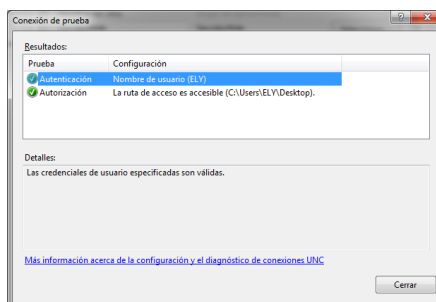 Conexión de prueba
Resultados:
Prueba Configuración
Autenticación Nombre de usuario (ELY)
Autorización La ruta de acceso es accesible (C:\Users\ELY\Desktop).
Detalles:
Las credenciales de usuario especificadas son válidas.
Más información acerca de la configuración y el diagnóstico de conexiones UNC
Cerrar